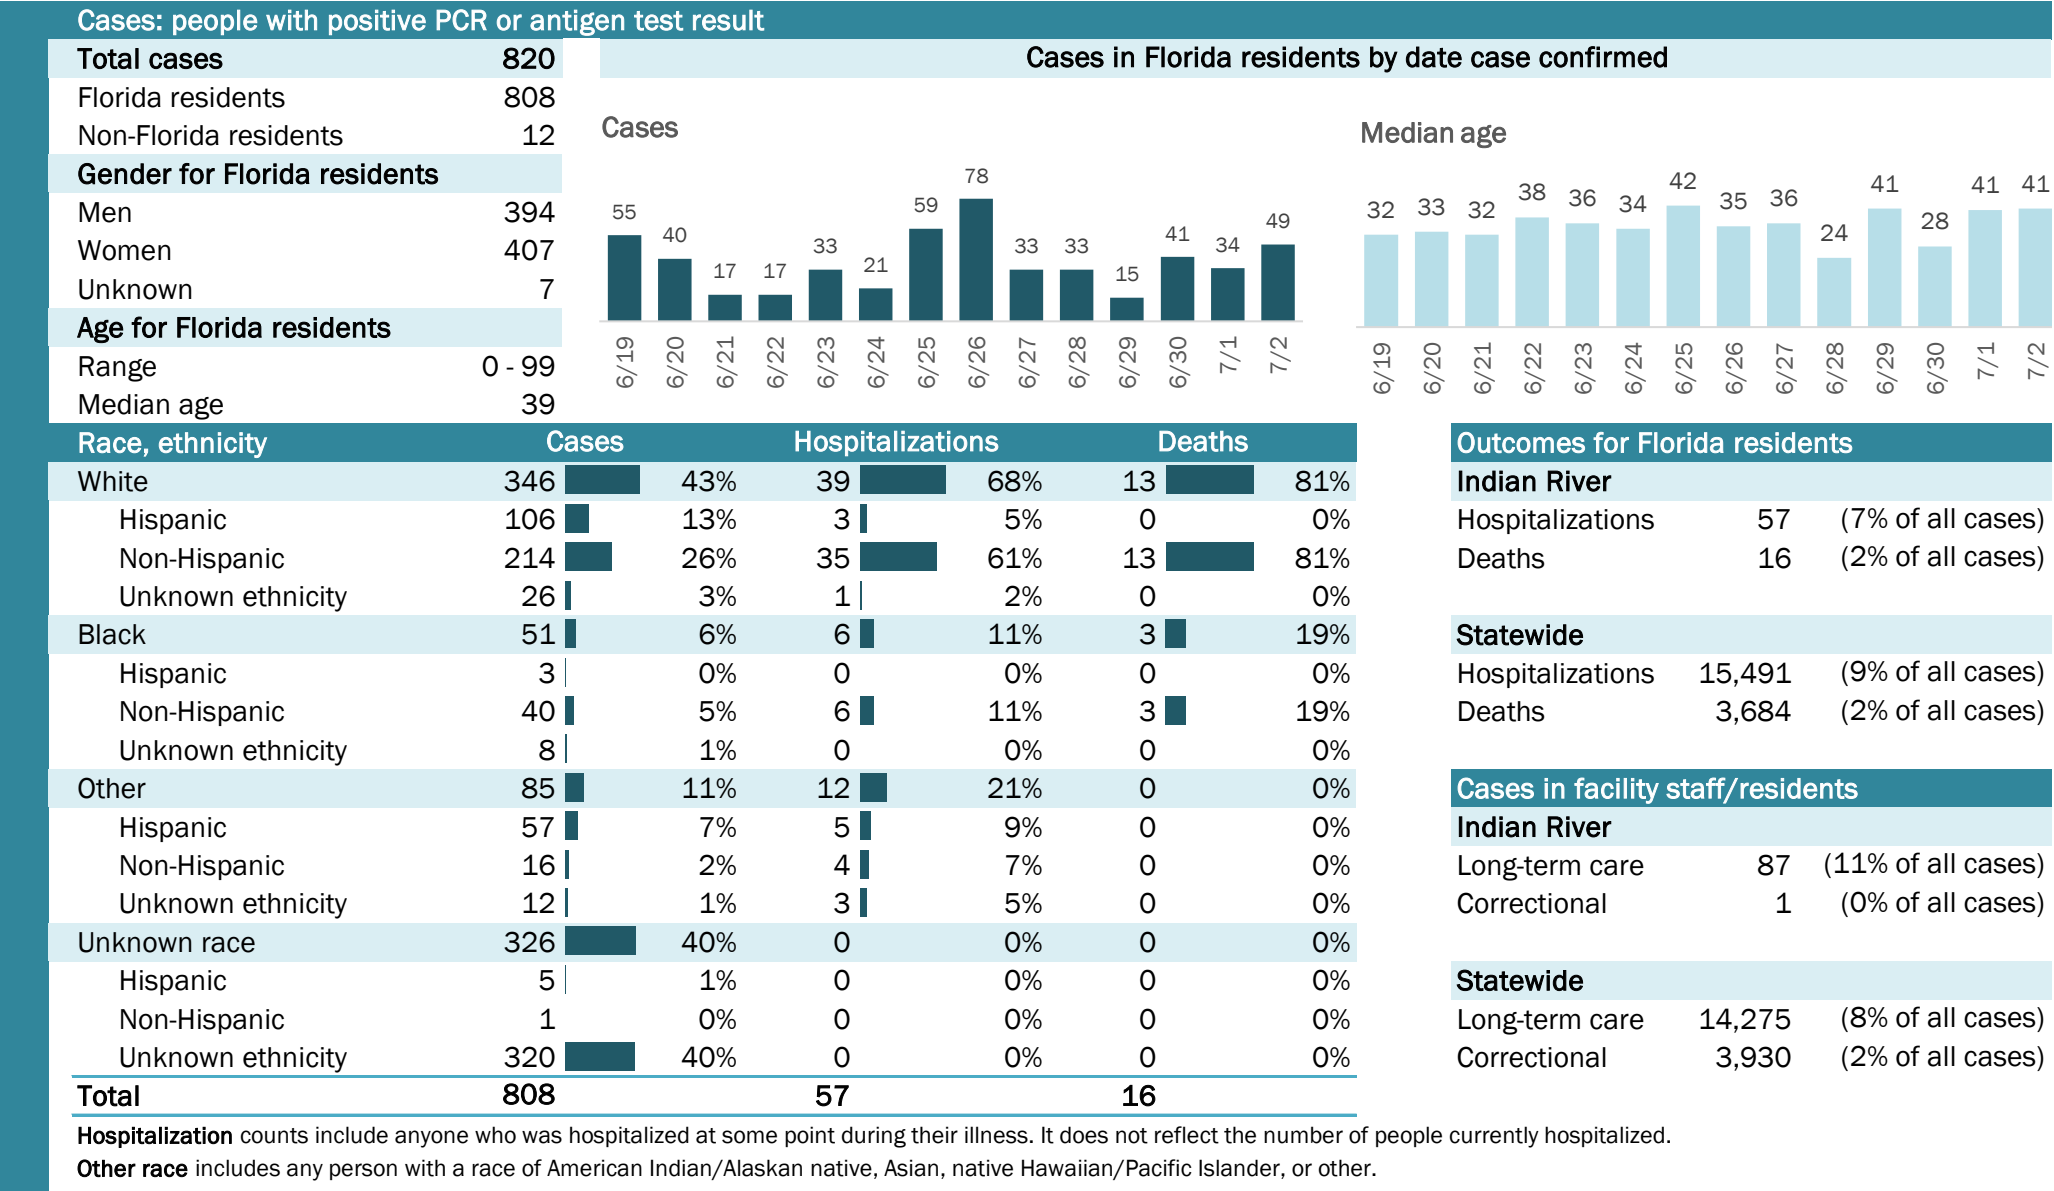 Cases: people with positive PCR or antigen test result
Total cases 820
Florida residents 808
Non-Florida residents 12
Gender for Florida residents
Men 394
Women 407
Unknown 7
Age for Florida residents
Range 0 - 99
Median age 39
Cases in Florida residents by date case confirmed
Cases
55 40 17 17 33 21 59 78 33 33 15 41 34 49
6/19 6/20 6/21 6/22 6/23 6/24 6/25 6/26 6/27 6/28 6/29 6/30 7/1 7/2
Median age
32 33 32 38 36 34 42 35 36 24 41 28 41 41
6/19 6/20 6/21 6/22 6/23 6/24 6/25 6/26 6/27 6/28 6/29 6/30 7/1 7/2
Race, ethnicity Cases Hospitalizations Deaths
White 346 43% 39 68% 13 81%
Hispanic 106 13% 3 5% 0 0%
Non-Hispanic 214 26% 35 61% 13 81%
Unknown ethnicity 26 3% 1 2% 0 0%
Black 51 6% 6 11% 3 19%
Hispanic 3 0% 0 0% 0 0%
Non-Hispanic 40 5% 6 11% 3 19%
Unknown ethnicity 8 1% 0 0% 0 0%
Other 85 11% 12 21% 0 0%
Hispanic 57 7% 5 9% 0 0%
Non-Hispanic 16 2% 4 7% 0 0%
Unknown ethnicity 12 1% 3 5% 0 0%
Unknown race 326 40% 0 0% 0 0%
Hispanic 5 1% 0 0% 0 0%
Non-Hispanic 1 0% 0 0% 0 0%
Unknown ethnicity 320 40% 0 0% 0 0%
Total 808 57 16
Outcomes for Florida residents
Indian River
Hospitalizations 57 (7% of all cases)
Deaths 16 (2% of all cases)
Statewide
Hospitalizations 15,491 (9% of all cases)
Deaths 3,684 (2% of all cases)
Cases in facility staff/residents
Indian River
Long-term care 87 (11% of all cases)
Correctional 1 (0% of all cases)
Statewide
Long-term care 14,275 (8% of all cases)
Correctional 3,930 (2% of all cases)
Hospitalization counts include anyone who was hospitalized at some point during their illness. It does not reflect the number of people currently hospitalized.
Other race includes any person with a race of American Indian/Alaskan native, Asian, native Hawaiian/Pacific Islander, or other.